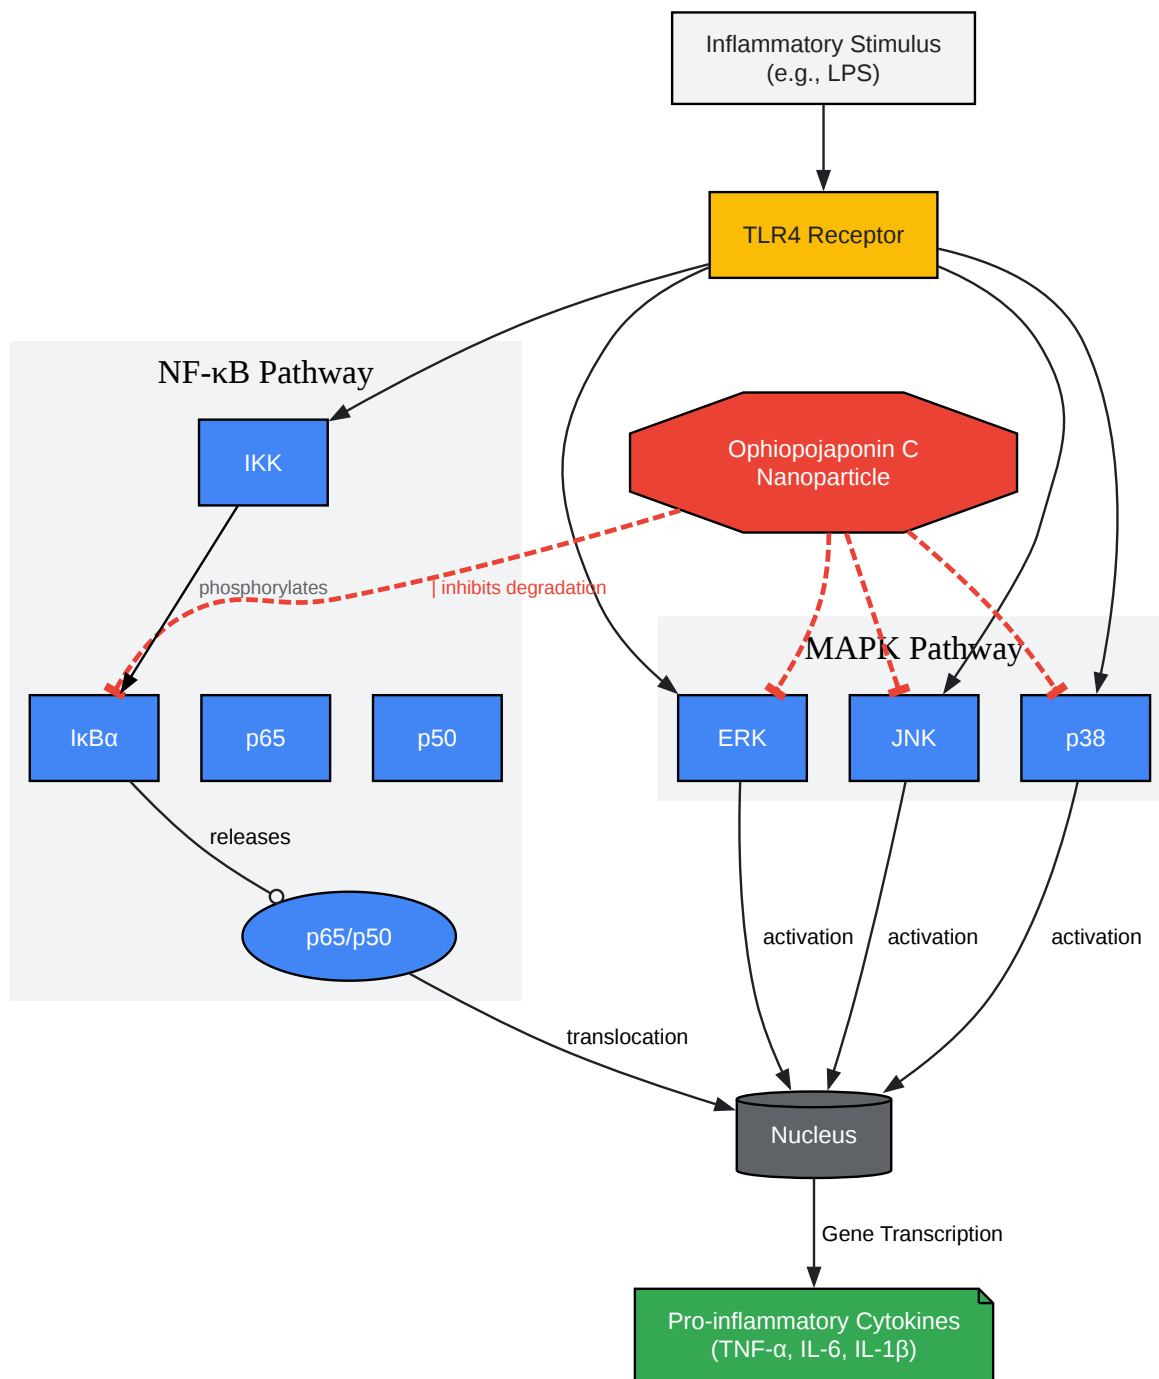 Inflammatory Stimulus
(e.g., LPS)
TLR4 Receptor
NF-κB Pathway
IKK
Ophiopojaponin C
Nanoparticle
phosphorylates
| inhibits degradation
MAPK Pathway
IκBα
p65
p50
ERK
JNK
p38
releases
p65/p50
activation
activation
activation
translocation
Nucleus
Gene Transcription
Pro-inflammatory Cytokines
(TNF-α, IL-6, IL-1β)